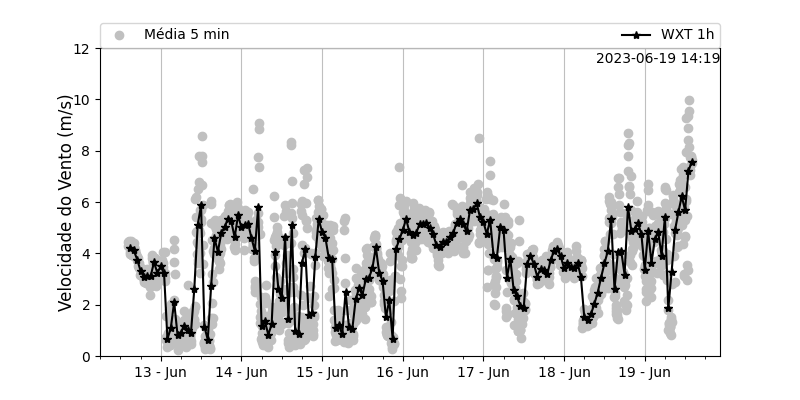 Média 5 min
WXT 1h
2023-06-19 14:19
Velocidade do Vento (m/s)
12
10
8
6
4
2
0
13 - Jun
14 - Jun
15 - Jun
16 - Jun
17 - Jun
18 - Jun
19 - Jun